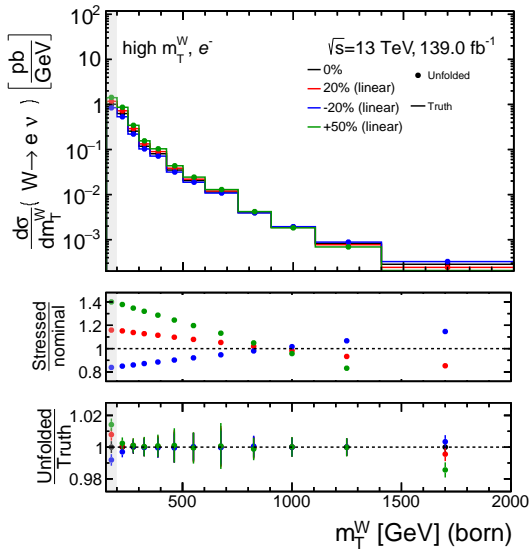 high m_T^W, e^-
√s=13 TeV, 139.0 fb^-1
0%
20% (linear)
-20% (linear)
+50% (linear)
Unfolded
Truth
dσ/dm_T^W ( W→ e ν ) [pb/GeV]
10^2
10
1
10^-1
10^-2
10^-3
Stressed
nominal
1.4
1.2
1
0.8
Unfolded
Truth
1.02
1
0.98
500 1000 1500 2000
m_T^W [GeV] (born)